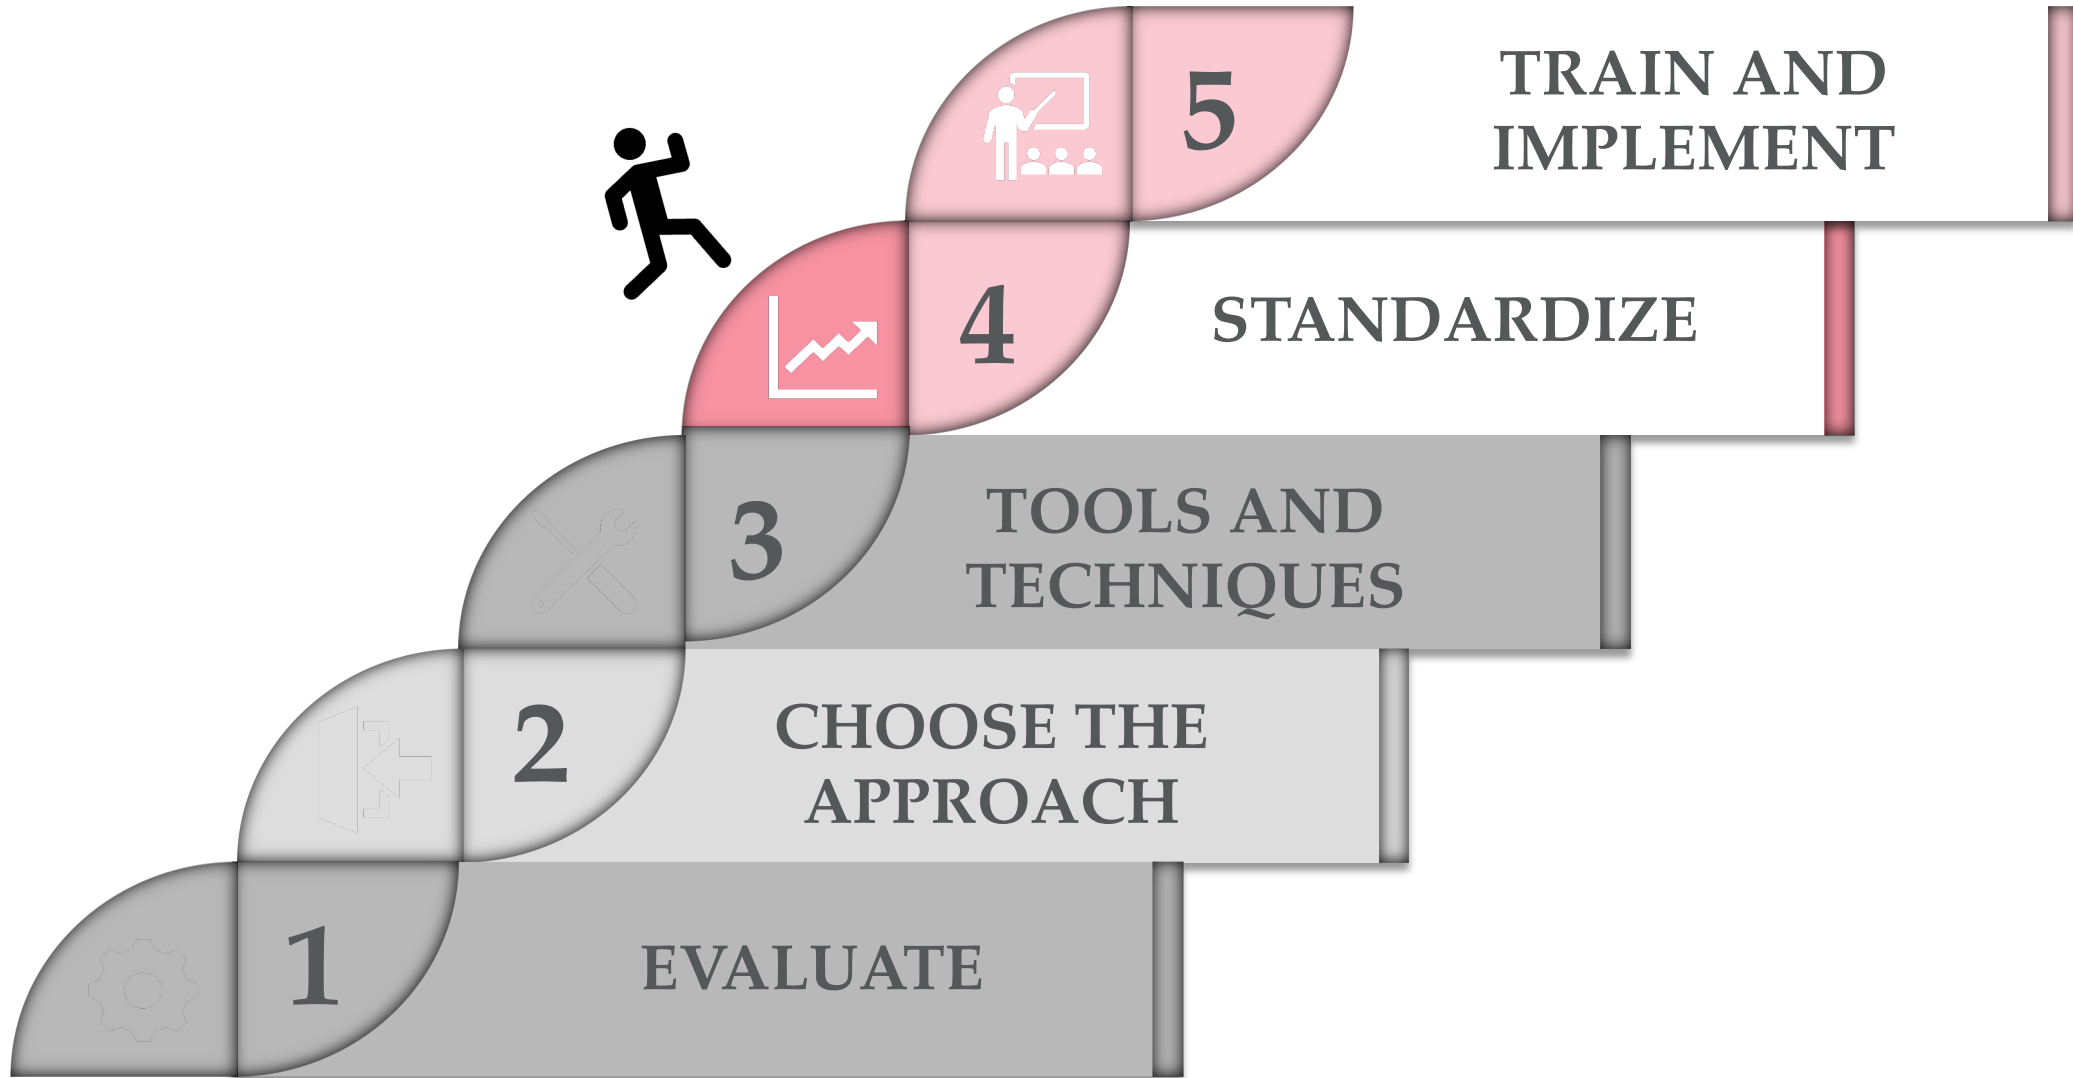 5
TRAIN AND
IMPLEMENT
4
STANDARDIZE
3
TOOLS AND
TECHNIQUES
2
CHOOSE THE
APPROACH
1
EVALUATE